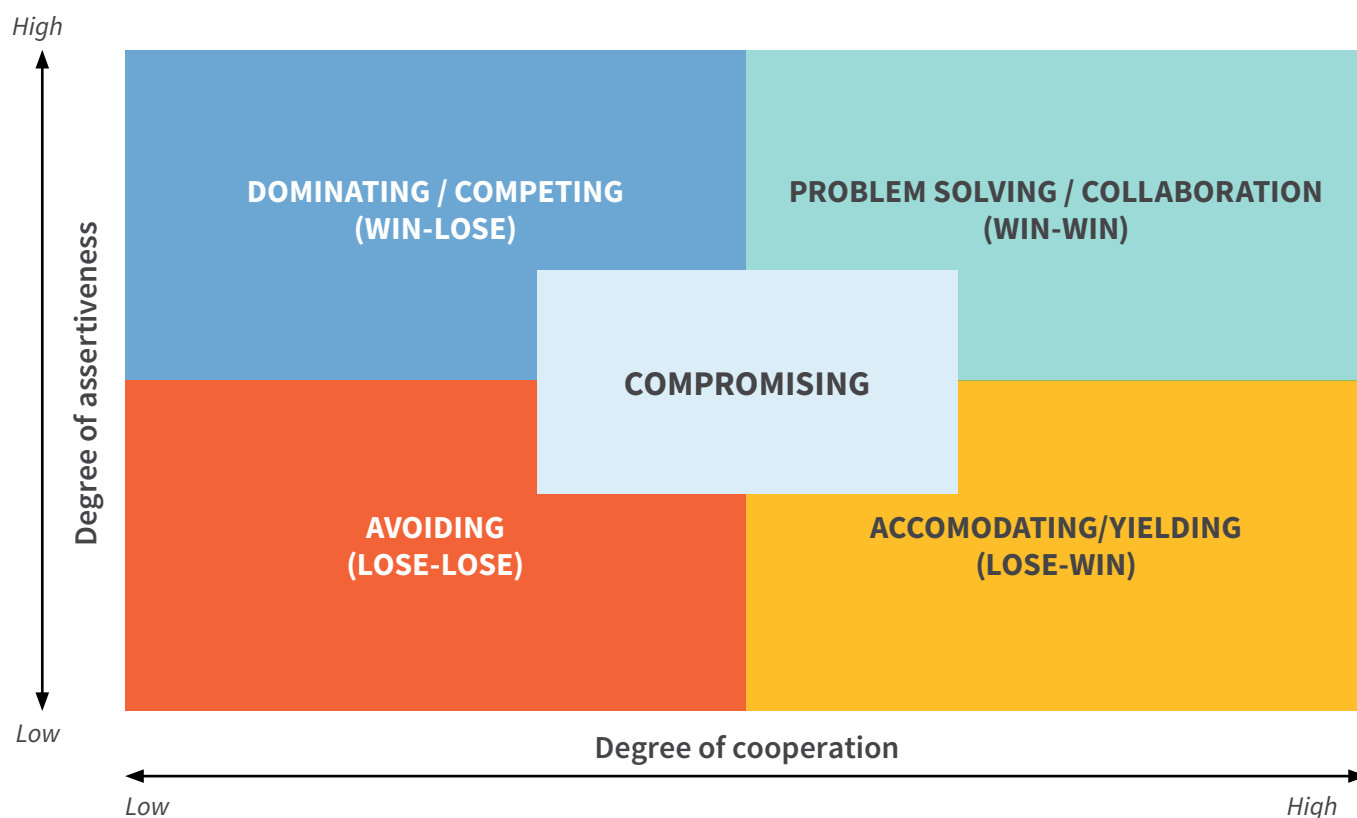 High
DOMINATING / COMPETING
(WIN-LOSE)
PROBLEM SOLVING / COLLABORATION
(WIN-WIN)
Degree of assertiveness
COMPROMISING
AVOIDING
(LOSE-LOSE)
ACCOMODATING/YIELDING
(LOSE-WIN)
Low
Degree of cooperation
Low
High